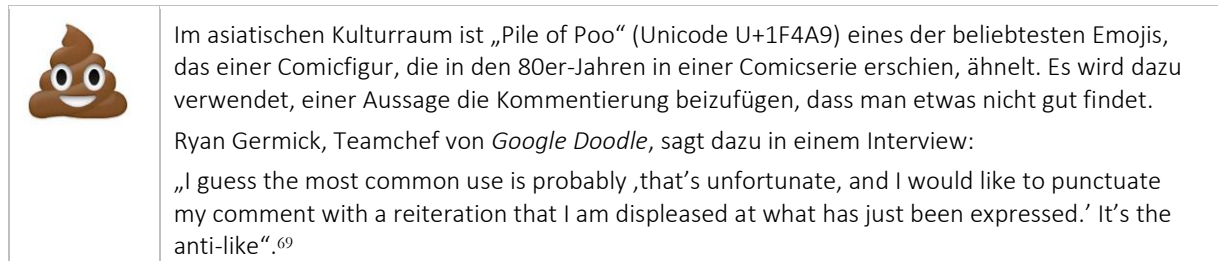 Im asiatischen Kulturraum ist „Pile of Poo“ (Unicode U+1F4A9) eines der beliebtesten Emojis,
das einer Comicfigur, die in den 80er-Jahren in einer Comicserie erschien, ähnelt. Es wird dazu
verwendet, einer Aussage die Kommentierung beizufügen, dass man etwas nicht gut findet.
Ryan Germick, Teamchef von Google Doodle, sagt dazu in einem Interview:
„I guess the most common use is probably ‚that’s unfortunate, and I would like to punctuate
my comment with a reiteration that I am displeased at what has just been expressed.’ It’s the
anti-like“.69